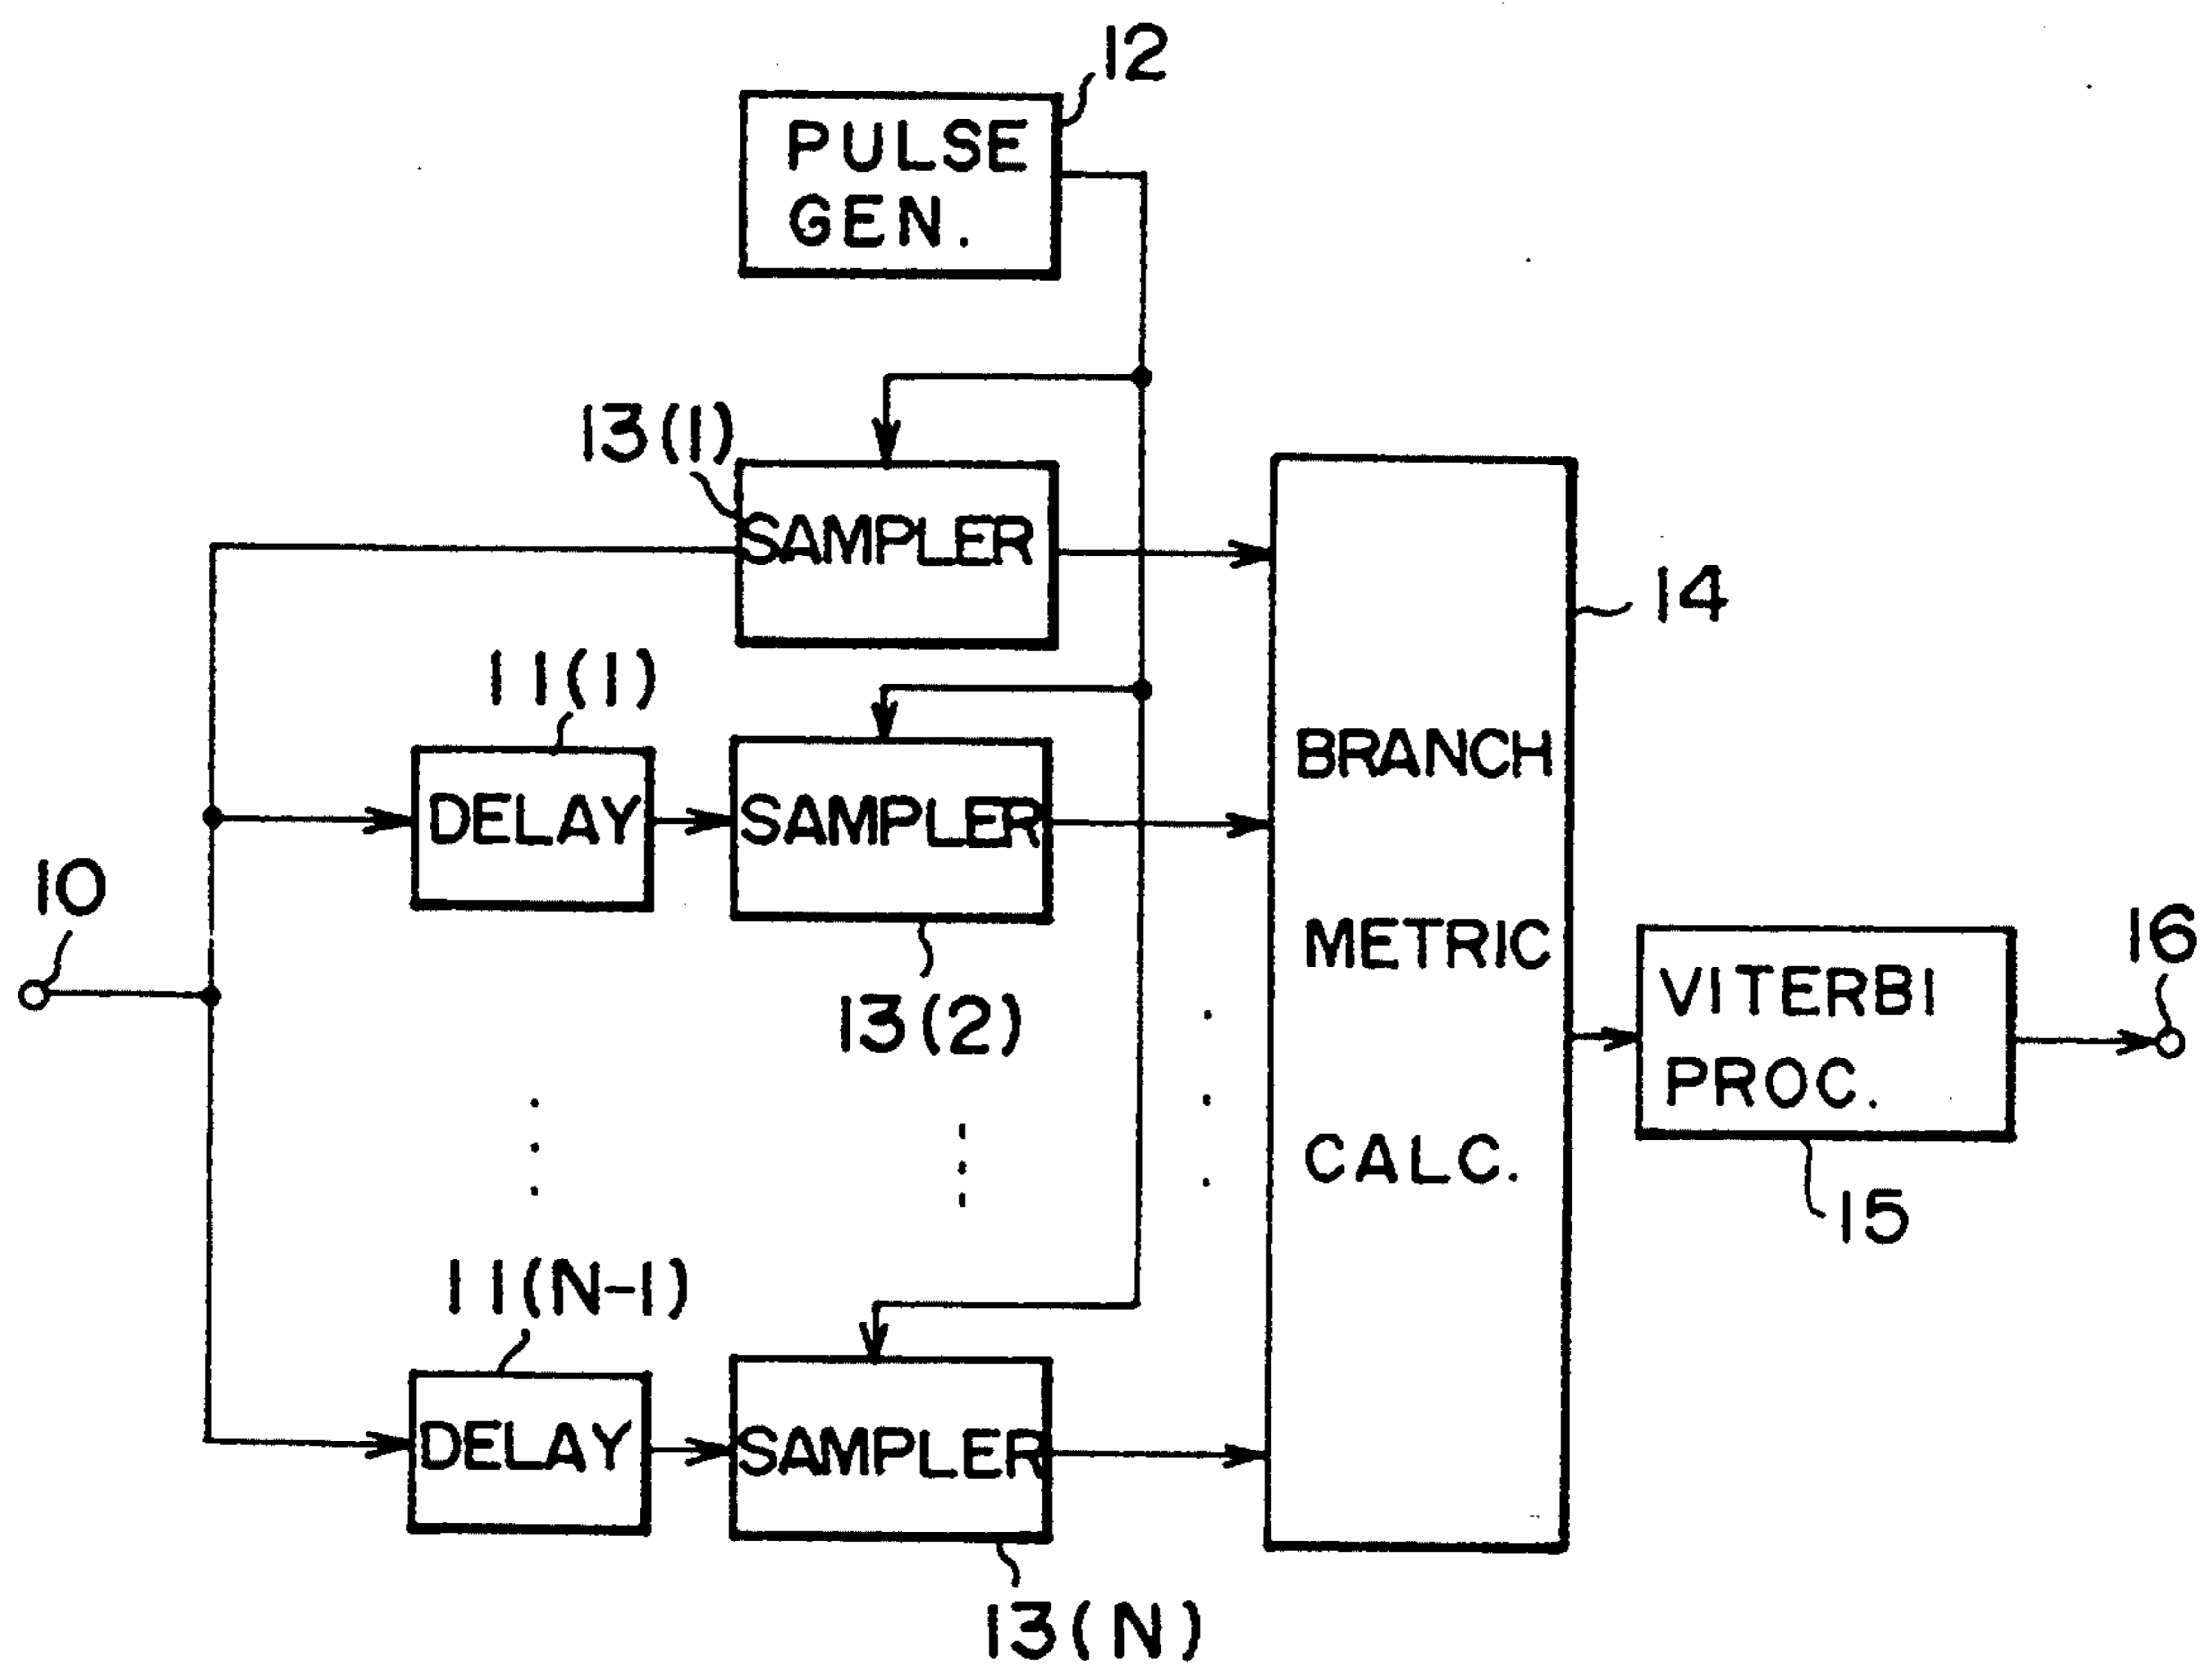 12
PULSE
GEN.
13(1)
SAMPLER
14
11(1)
DELAY
SAMPLER
13(2)
BRANCH
METRIC
CALC.
10
VITERBI
PROC.
15
16
11(N-1)
DELAY
SAMPLER
13(N)